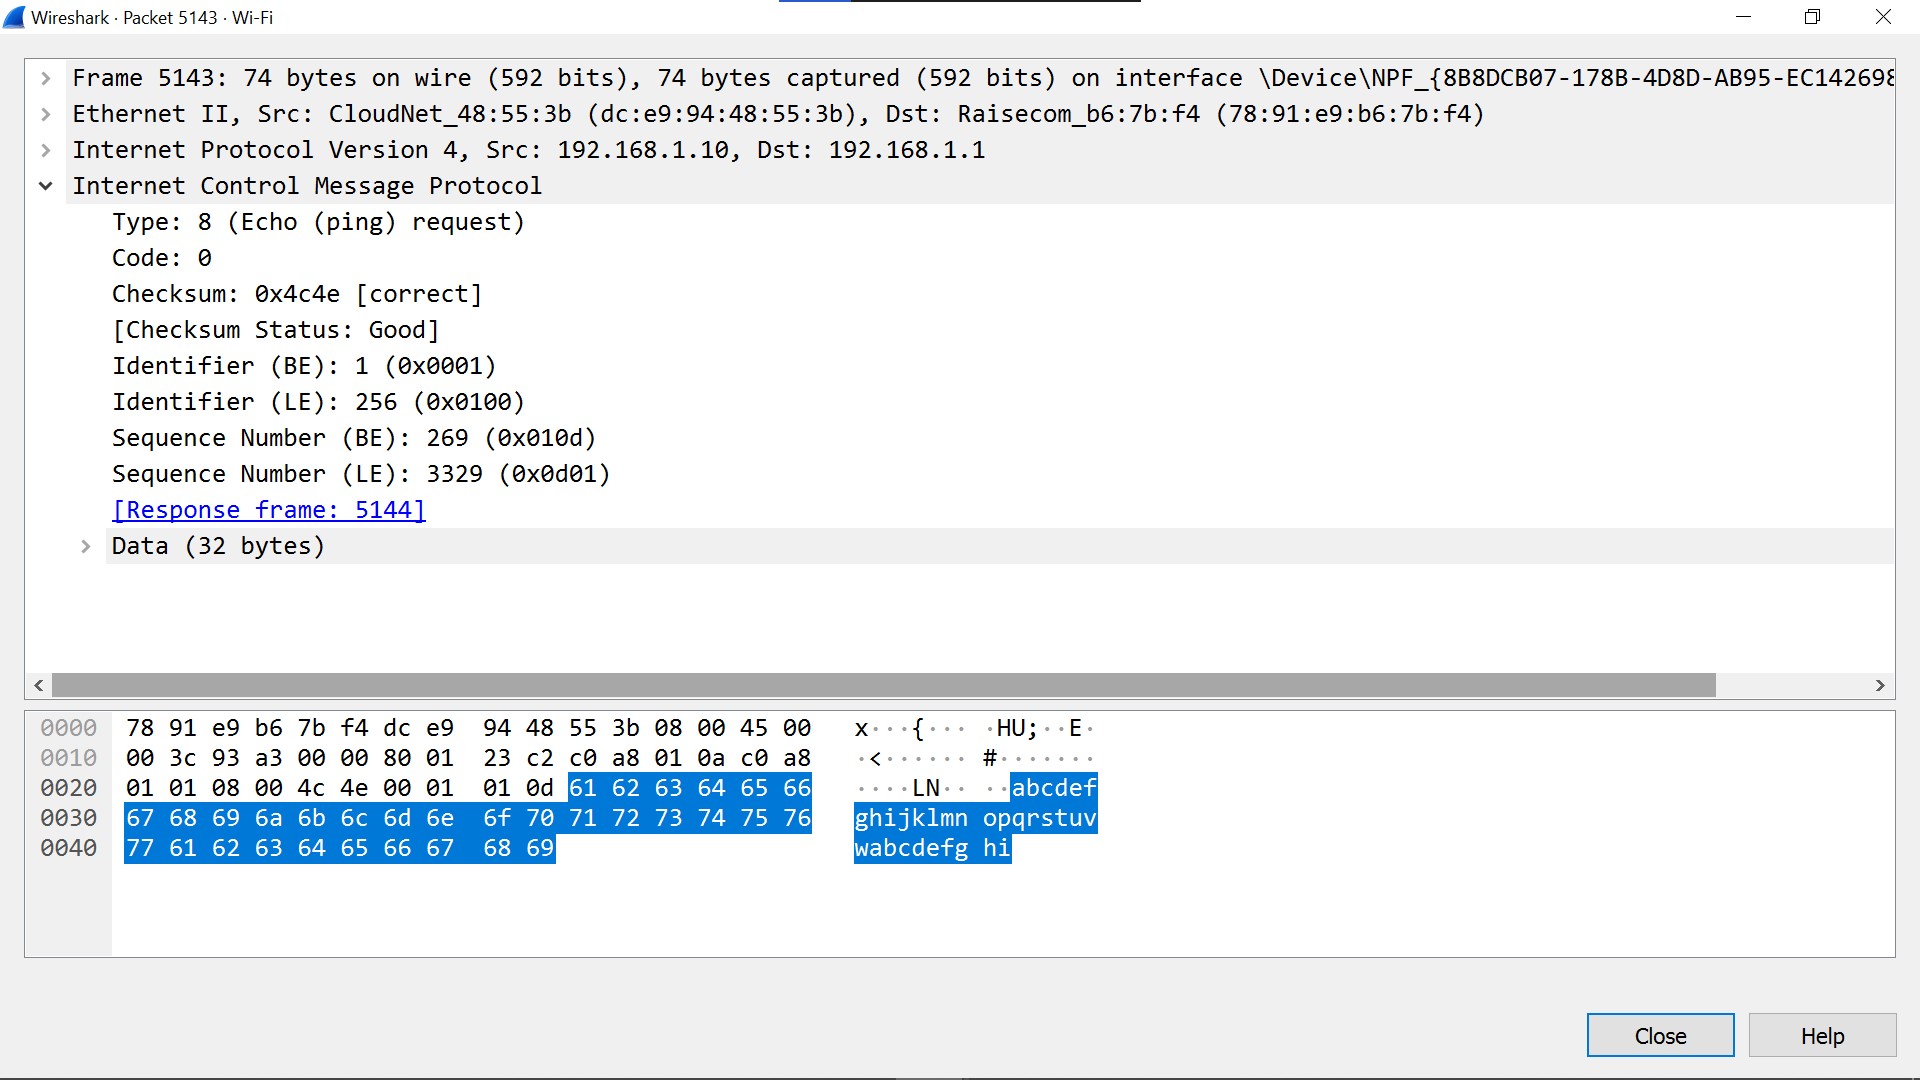 Wireshark · Packet 5143 · Wi-Fi
Frame 5143: 74 bytes on wire (592 bits), 74 bytes captured (592 bits) on interface \Device\NPF_{8B8DCB07-178B-4D8D-AB95-EC142698
Ethernet II, Src: CloudNet_48:55:3b (dc:e9:94:48:55:3b), Dst: Raisecom_b6:7b:f4 (78:91:e9:b6:7b:f4)
Internet Protocol Version 4, Src: 192.168.1.10, Dst: 192.168.1.1
Internet Control Message Protocol
Type: 8 (Echo (ping) request)
Code: 0
Checksum: 0x4c4e [correct]
[Checksum Status: Good]
Identifier (BE): 1 (0x0001)
Identifier (LE): 256 (0x0100)
Sequence Number (BE): 269 (0x010d)
Sequence Number (LE): 3329 (0x0d01)
[Response frame: 5144]
Data (32 bytes)
0000 78 91 e9 b6 7b f4 dc e9 94 48 55 3b 08 00 45 00 x···{··· ·HU;··E·
0010 00 3c 93 a3 00 00 80 01 23 c2 c0 a8 01 0a c0 a8 ·<······ #·······
0020 01 01 08 00 4c 4e 00 01 01 0d 61 62 63 64 65 66 ····LN·· ··abcdef
0030 67 68 69 6a 6b 6c 6d 6e 6f 70 71 72 73 74 75 76 ghijklmn opqrstuv
0040 77 61 62 63 64 65 66 67 68 69 wabcdefg hi
Close Help